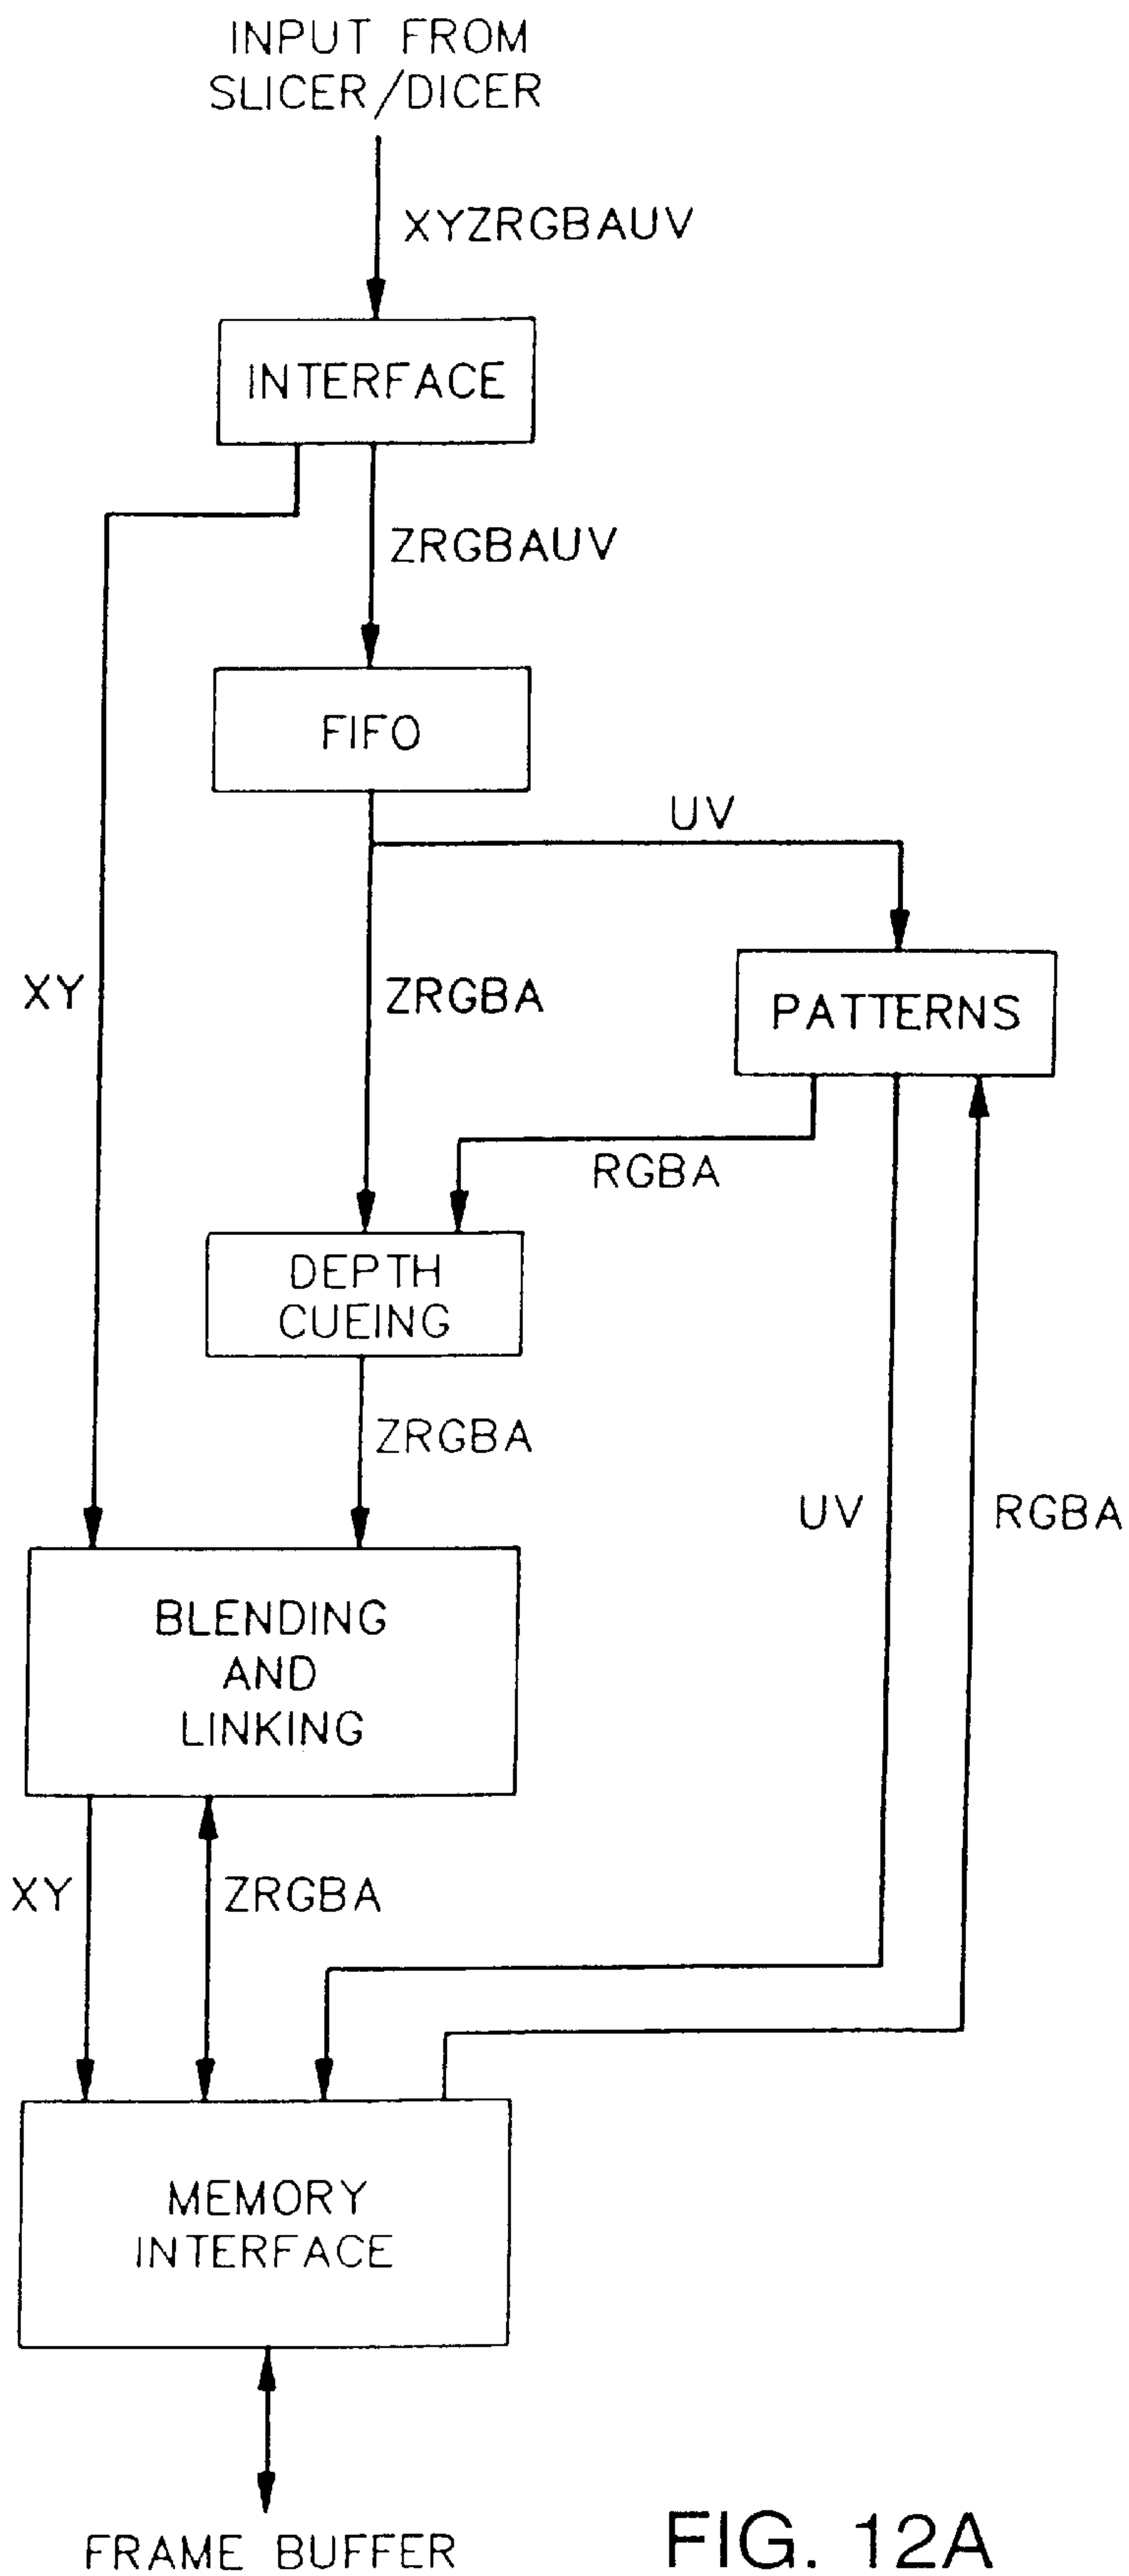 INPUT FROM
SLICER/DICER
XYZRGBAUV
INTERFACE
ZRGBAUV
FIFO
UV
XY
ZRGBA
PATTERNS
RGBA
DEPTH
CUEING
ZRGBA
UV
RGBA
BLENDING
AND
LINKING
XY
ZRGBA
MEMORY
INTERFACE
FRAME BUFFER
FIG. 12A